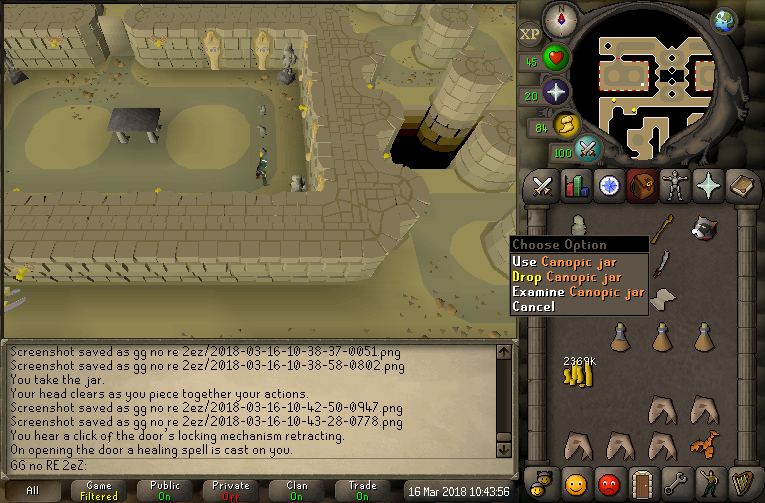 XP
45
20
84
100
Choose Option
Use Canopic jar
Drop Canopic jar
Examine Canopic jar
Cancel
2369K
Screenshot saved as gg no re 2ez/2018-03-16-10-38-37-0051.png
Screenshot saved as gg no re 2ez/2018-03-16-10-38-58-0802.png
You take the jar.
Your head clears as you piece together your actions.
Screenshot saved as gg no re 2ez/2018-03-16-10-42-50-0947.png
Screenshot saved as gg no re 2ez/2018-03-16-10-43-28-0778.png
You hear a click of the door's locking mechanism retracting.
On opening the door a healing spell is cast on you.
GG no RE 2eZ:
All
Game
Filtered
Public
On
Private
Off
Clan
On
Trade
On
16 Mar 2018 10:43:56